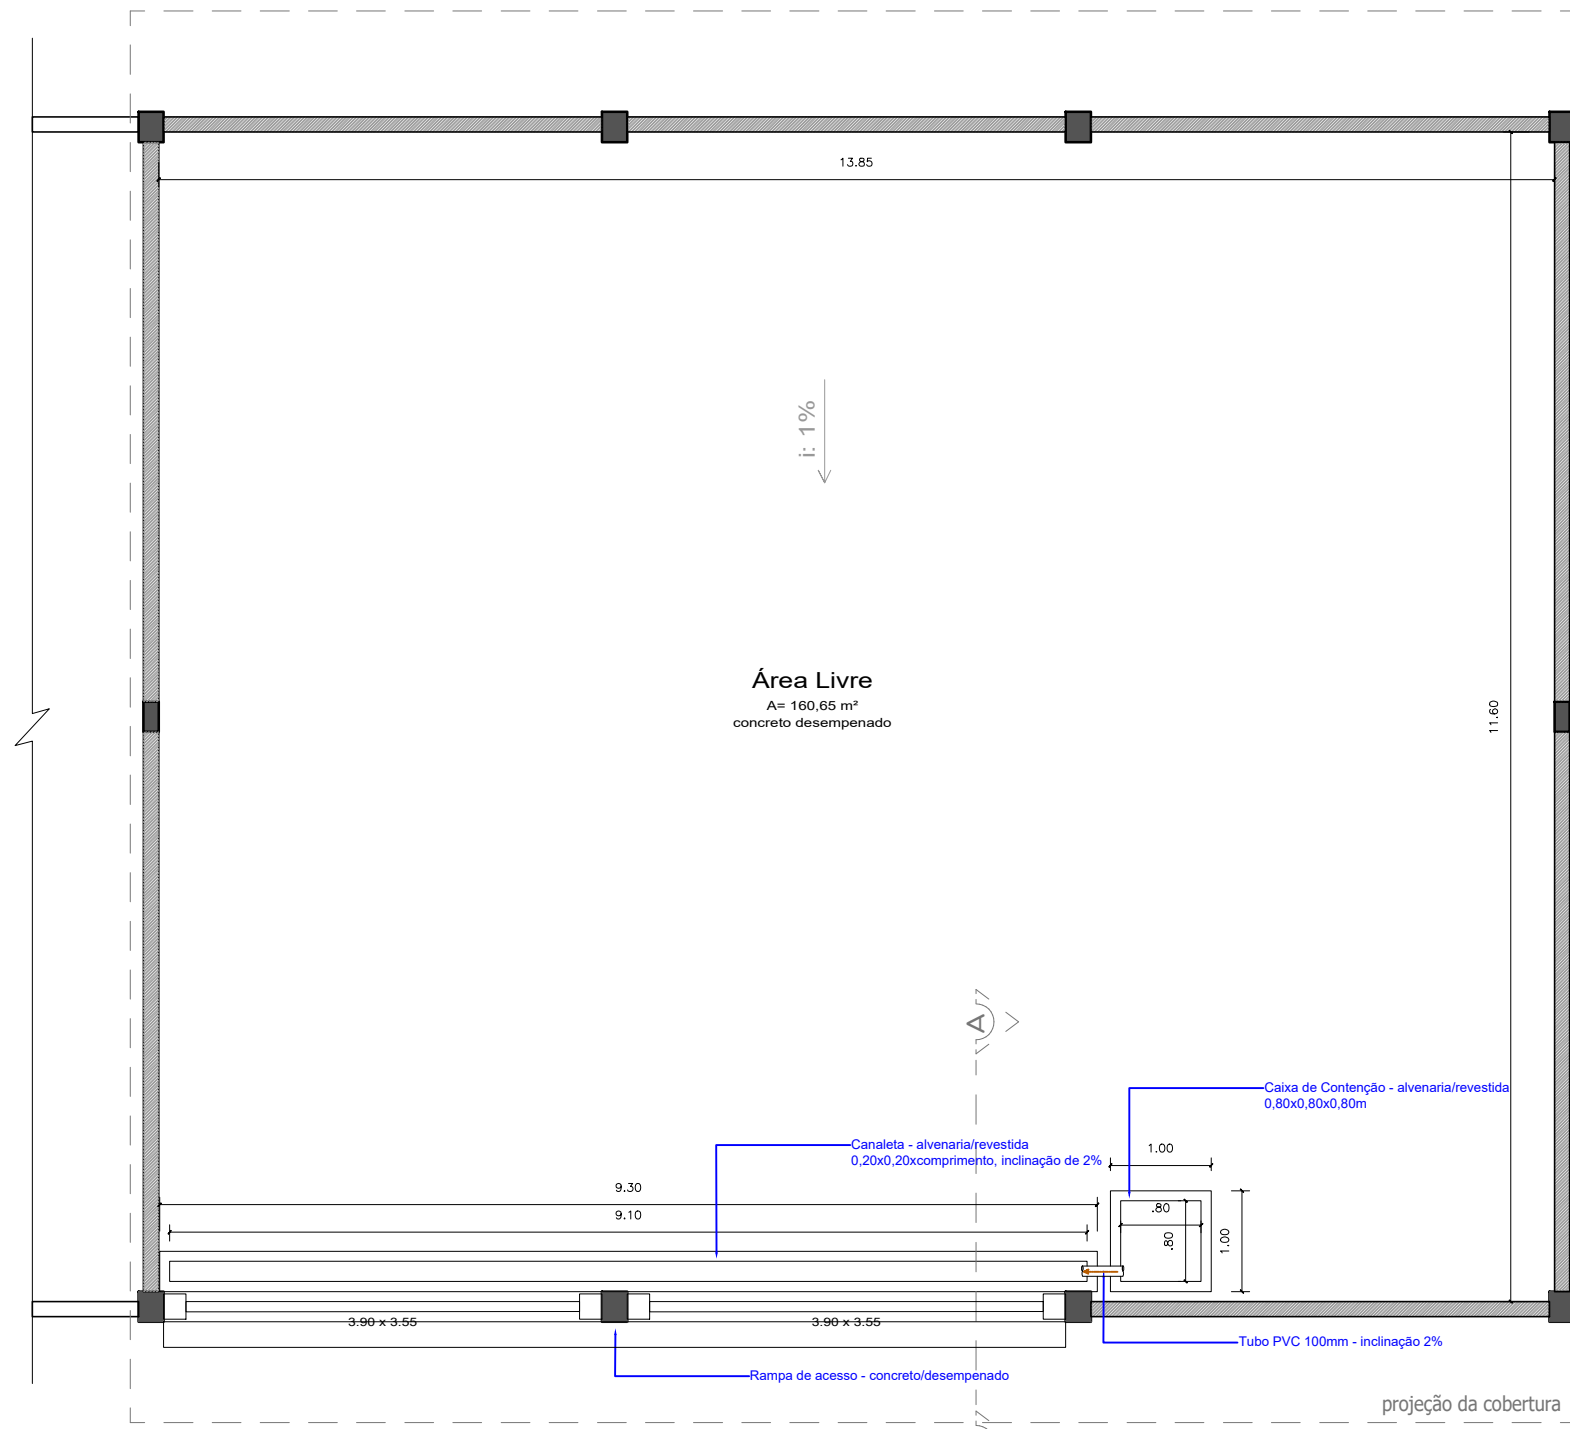 13.85
i: 1%
Área Livre
A= 160,65 m²
concreto desempenado
11.60
A
Caixa de Contenção - alvenaria/revestida
0,80x0,80x0,80m
Canaleta - alvenaria/revestida
0,20x0,20xcomprimento, inclinação de 2%
1.00
9.30
.80
9.10
.80
1.00
3.90 x 3.55
3.90 x 3.55
Tubo PVC 100mm - inclinação 2%
Rampa de acesso - concreto/desempenado
projeção da cobertura